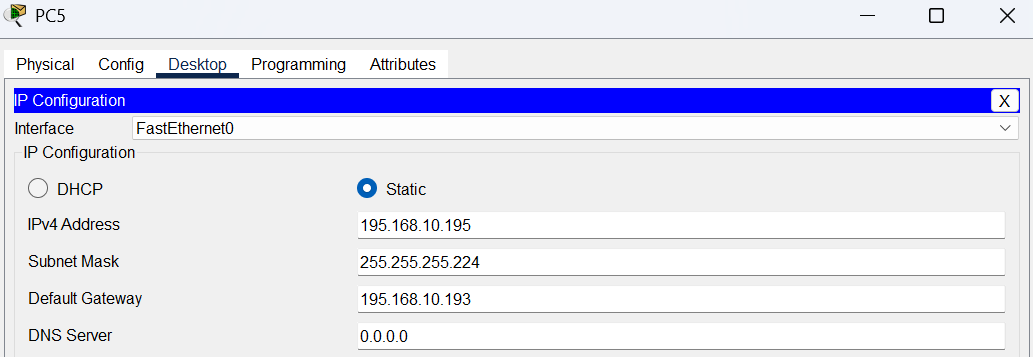 PC5
Physical Config Desktop Programming Attributes
IP Configuration X
Interface FastEthernet0
IP Configuration
DHCP Static
IPv4 Address 195.168.10.195
Subnet Mask 255.255.255.224
Default Gateway 195.168.10.193
DNS Server 0.0.0.0